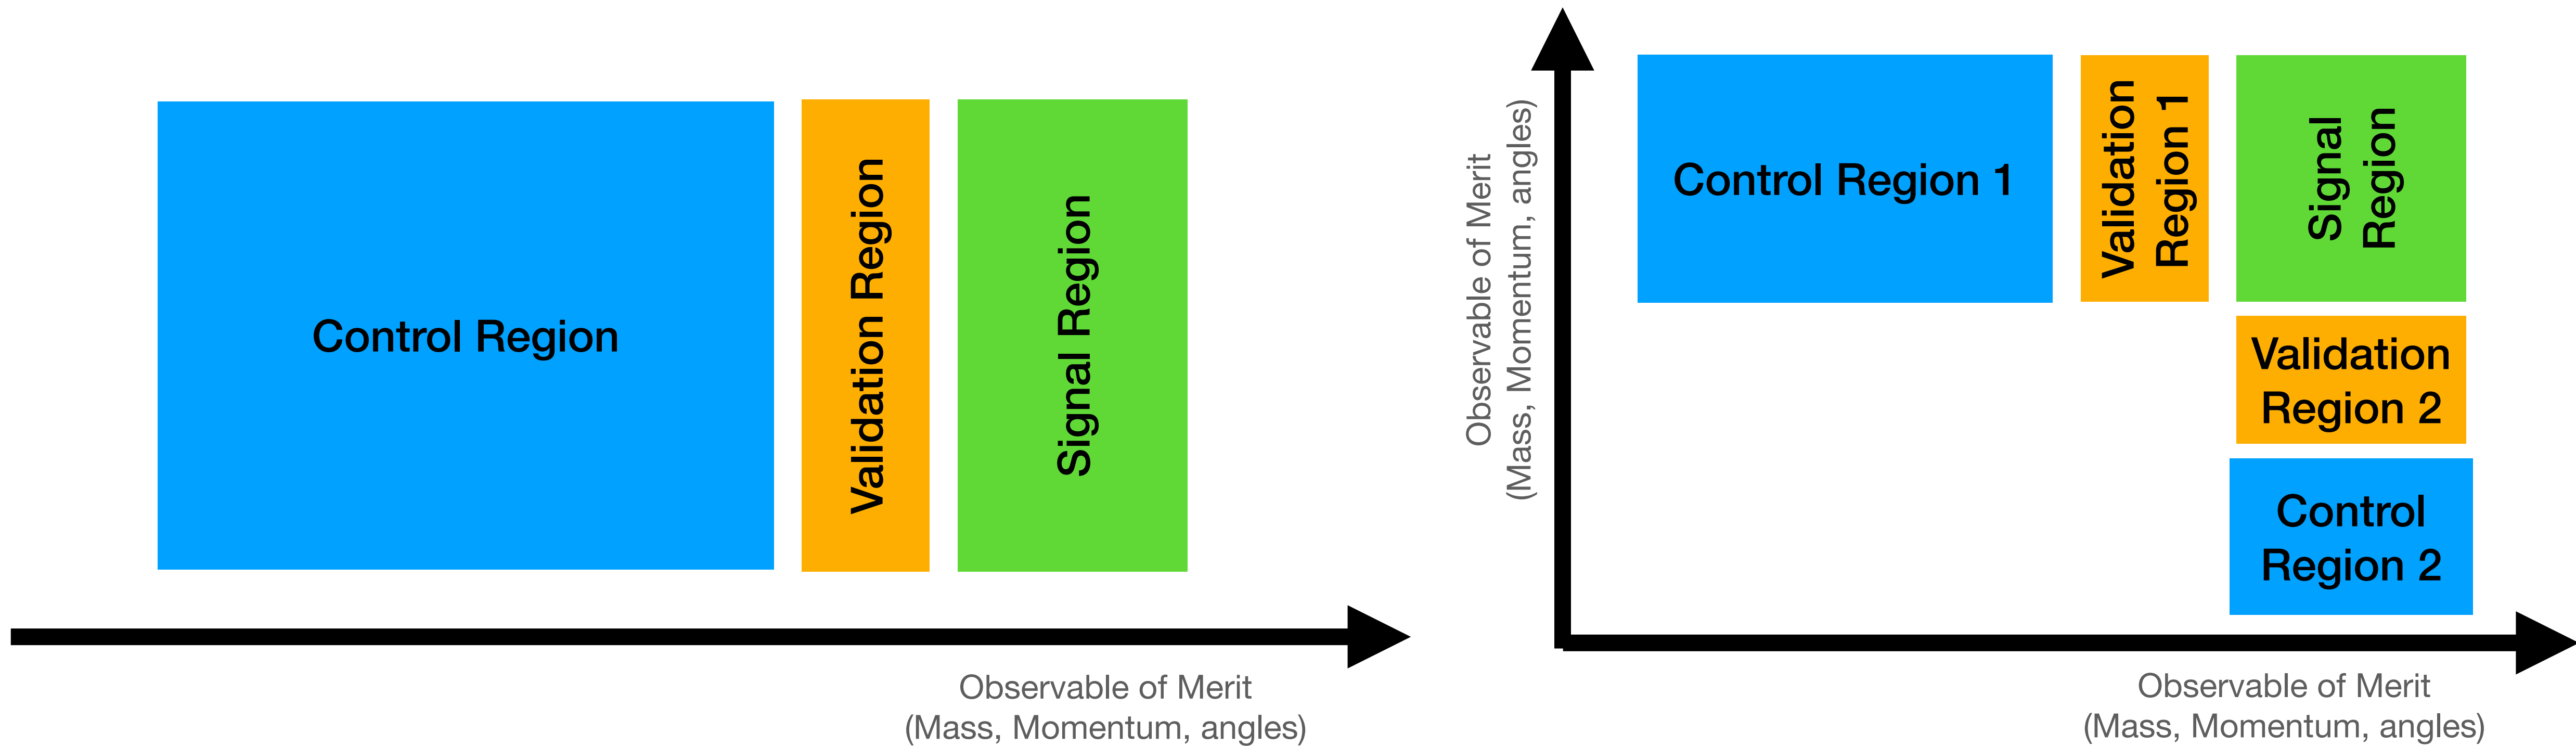 Control Region
Validation Region
Signal Region
Observable of Merit
(Mass, Momentum, angles)
Observable of Merit
(Mass, Momentum, angles)
Control Region 1
Validation
Region 1
Signal
Region
Validation
Region 2
Control
Region 2
Observable of Merit
(Mass, Momentum, angles)